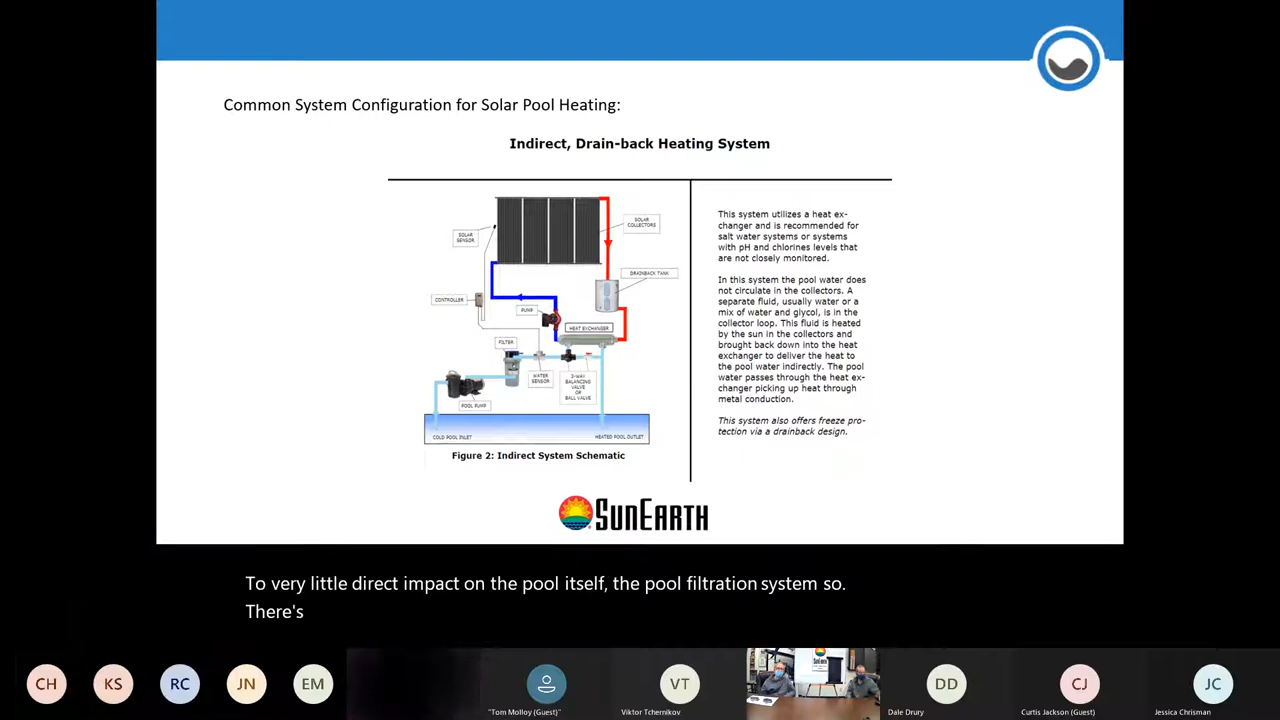 Common System Configuration for Solar Pool Heating:
Indirect, Drain-back Heating System
SOLAR
COLLECTORS
SOLAR
SENSOR
DRAINBACK TANK
CONTROLLER
PUMP
HEAT EXCHANGER
FILTER
WATER
SENSOR
3-WAY
BALANCING
VALVE
OR
BALL VALVE
POOL PUMP
COLD POOL INLET
HEATED POOL OUTLET
Figure 2: Indirect System Schematic
This system utilizes a heat ex-
changer and is recommended for
salt water systems or systems
with pH and chlorines levels that
are not closely monitored.
In this system the pool water does
not circulate in the collectors. A
separate fluid, usually water or a
mix of water and glycol, is in the
collector loop. This fluid is heated
by the sun in the collectors and
brought back down into the heat
exchanger to deliver the heat to
the pool water indirectly. The pool
water passes through the heat ex-
changer picking up heat through
metal conduction.
This system also offers freeze pro-
tection via a drainback design.
SUNEARTH
To very little direct impact on the pool itself, the pool filtration system so.
There's
CH
KS
RC
JN
EM
VT
DD
CJ
JC
"Tom Molloy (Guest)"
Viktor Tchernikov
Dale Drury
Curtis Jackson (Guest)
Jessica Chrisman